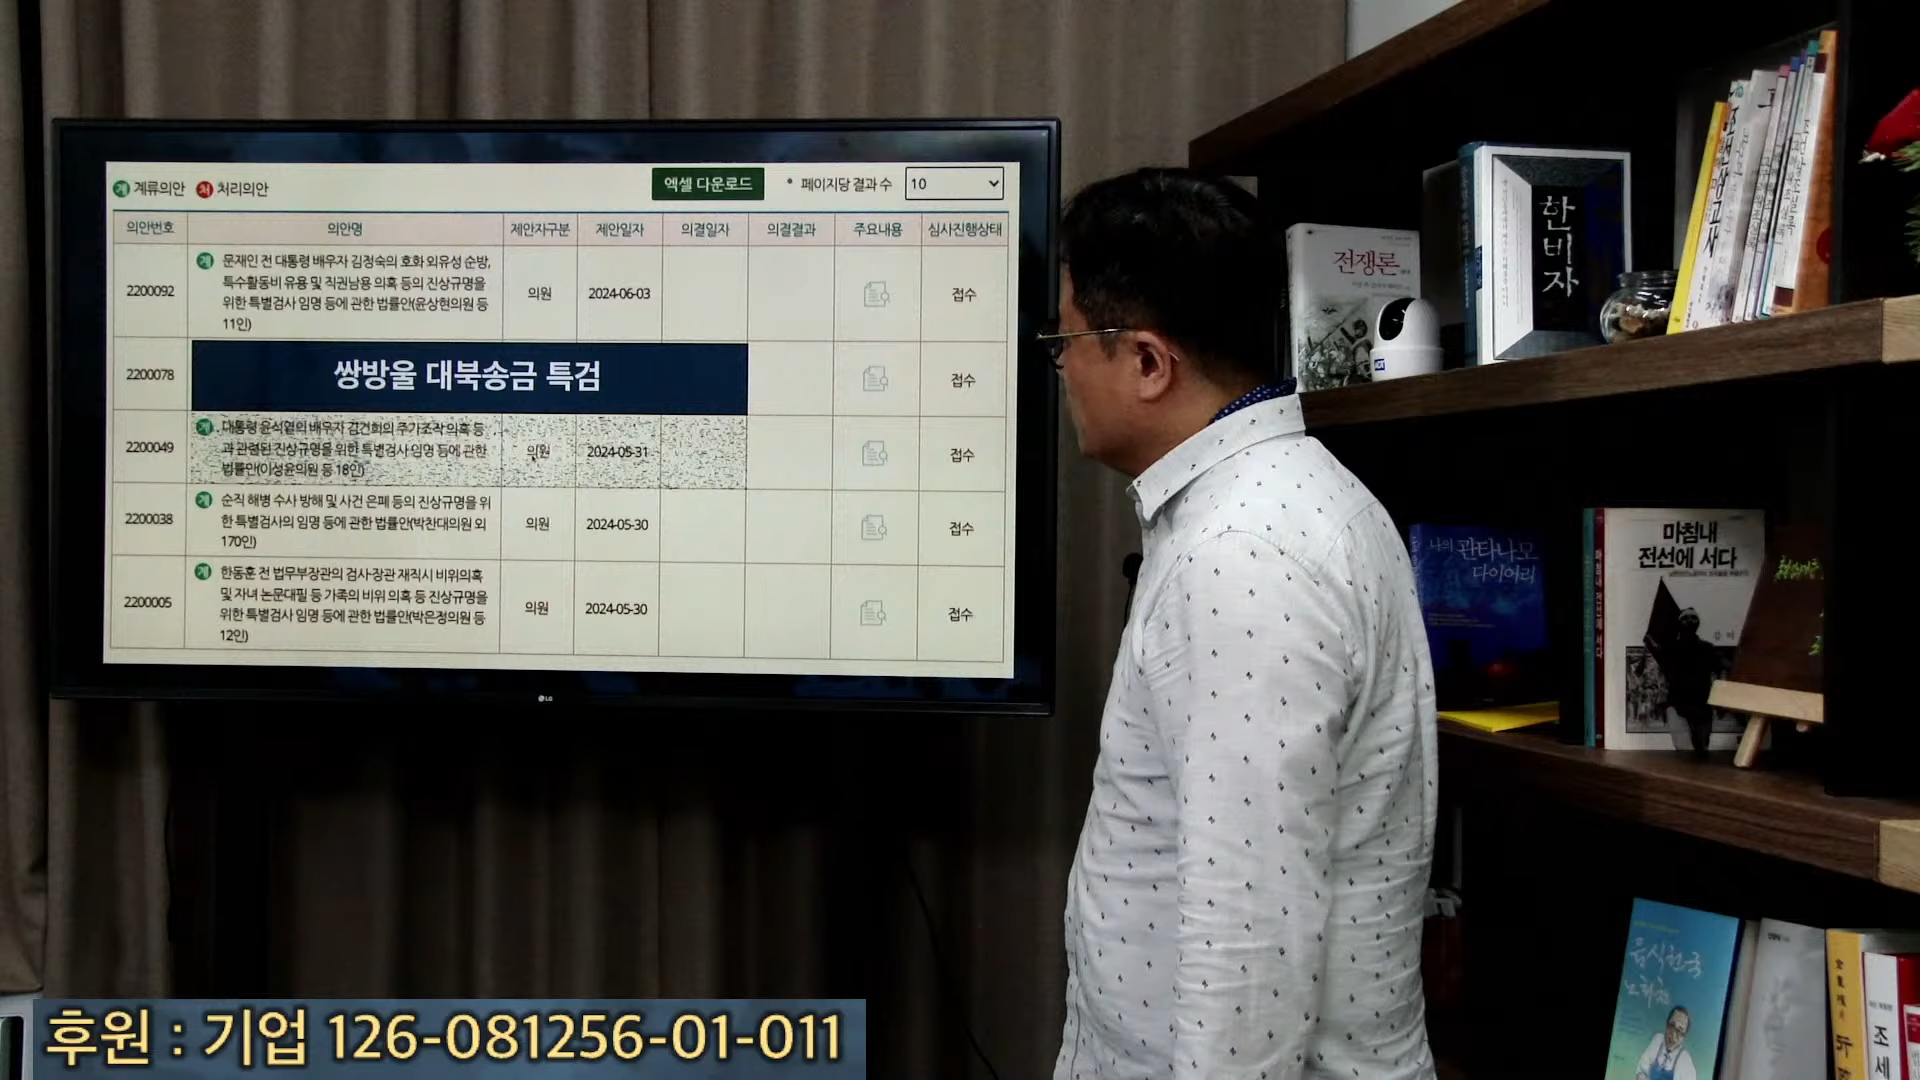 계 계류의안 처 처리의안
엑셀 다운로드
* 페이지당 결과 수
10
의안번호 의안명 제안자구분 제안일자 의결일자 의결결과 주요내용 심사진행상태
2200092
계 문재인 전 대통령 배우자 김정숙의 호화 외유성 순방,
특수활동비 유용 및 직권남용 의혹 등의 진상규명을
위한 특별검사 임명 등에 관한 법률안(윤상현의원 등
11인)
의원 2024-06-03 접수
2200078
쌍방울 대북송금 특검
접수
2200049
계 대통령 윤석열의 배우자 김건희의 주가조작 의혹 등
과 관련된 진상규명을 위한 특별검사 임명 등에 관한
법률안(이성윤의원 등 18인)
의원 2024-05-31 접수
2200038
계 순직 해병 수사 방해 및 사건 은폐 등의 진상규명을 위
한 특별검사의 임명 등에 관한 법률안(박찬대의원 외
170인)
의원 2024-05-30 접수
2200005
계 한동훈 전 법무부장관의 검사·장관 재직시 비위의혹
및 자녀 논문대필 등 가족의 비위 의혹 등 진상규명을
위한 특별검사 임명 등에 관한 법률안(박은정의원 등
12인)
의원 2024-05-30 접수
LG
전쟁론
한비자
나의 관타나모
다이어리
마침내
전선에 서다
마침내 전선에 서다
후원 : 기업 126-081256-01-011